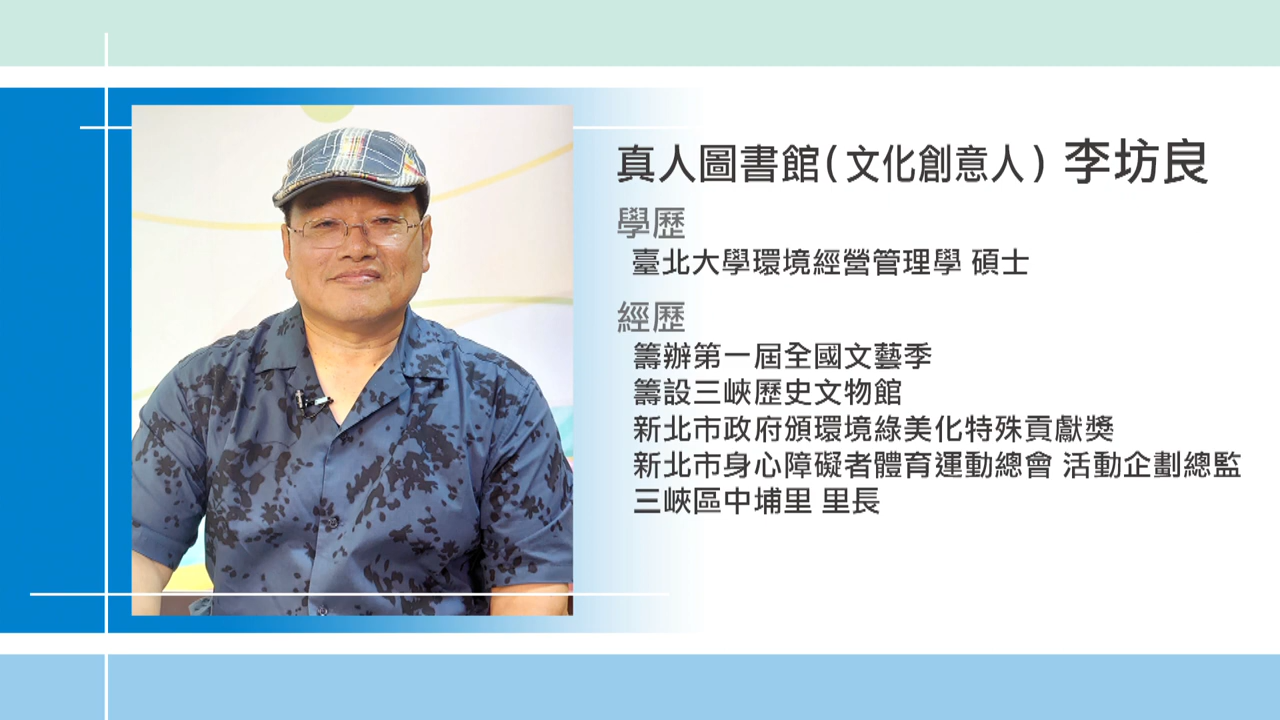 真人圖書館(文化創意人) 李坊良
學歷
臺北大學環境經營管理學 碩士
經歷
籌辦第一屆全國文藝季
籌設三峽歷史文物館
新北市政府頒環境綠美化特殊貢獻獎
新北市身心障礙者體育運動總會 活動企劃總監
三峽區中埔里 里長